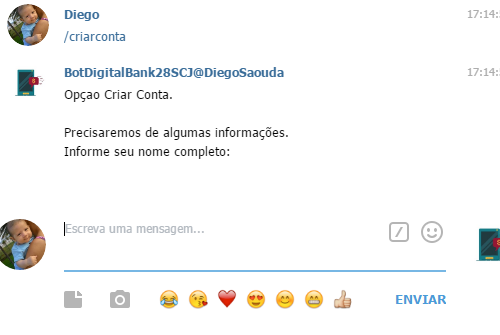 Diego
17:14:
/criarconta
BotDigitalBank28SCJ@DiegoSaouda
17:14:
Opçao Criar Conta.
Precisaremos de algumas informações.
Informe seu nome completo:
Escreva uma mensagem...
ENVIAR